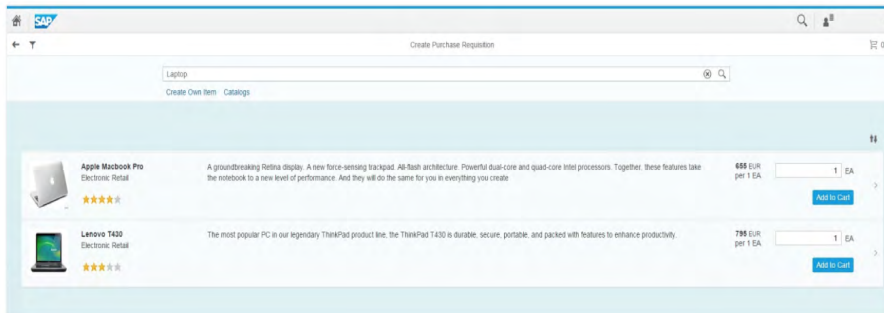 SAP
Create Purchase Requisition
0
Laptop
Create Own Item Catalogs
Apple Macbook Pro
Electronic Retail
A groundbreaking Retina display. A new force-sensing trackpad. All-flash architecture. Powerful dual-core and quad-core Intel processors. Together, these features take
the notebook to a new level of performance. And they will do the same for you in everything you create
655 EUR
per 1 EA
1 EA
Add to Cart
Lenovo T430
Electronic Retail
The most popular PC in our legendary ThinkPad product line, the ThinkPad T430 is durable, secure, portable, and packed with features to enhance productivity.
795 EUR
per 1 EA
1 EA
Add to Cart